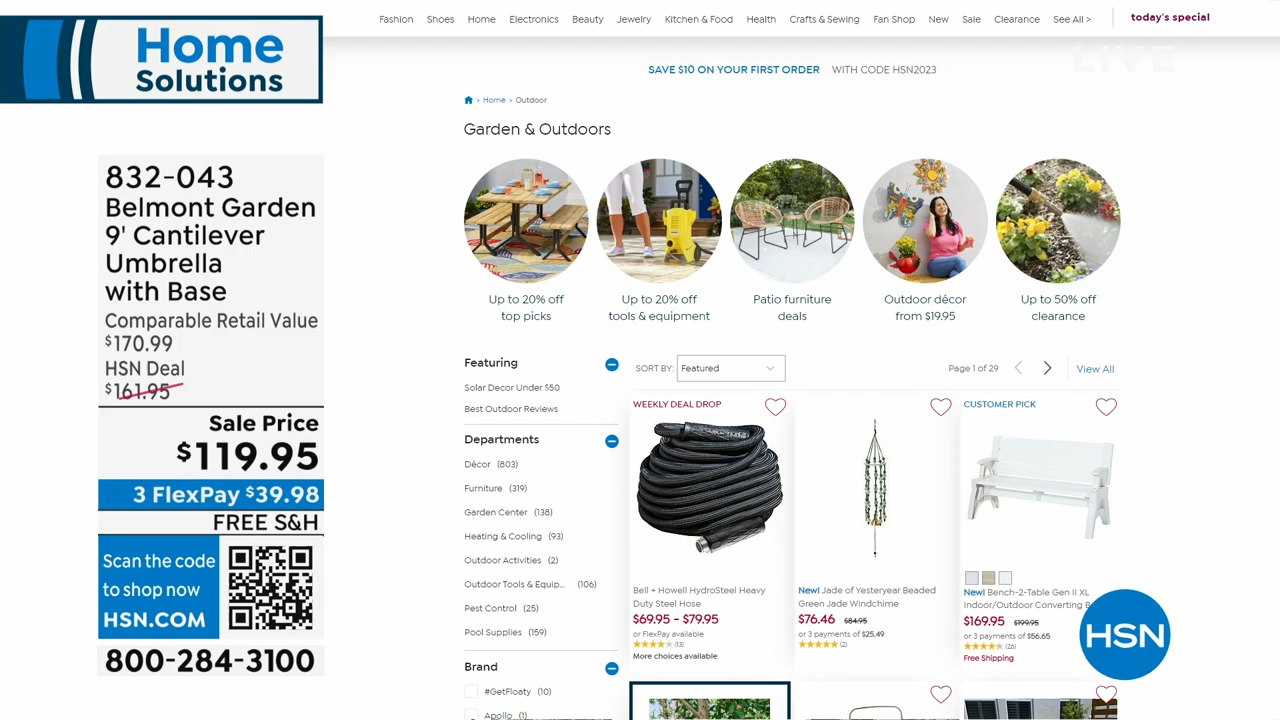 Home
Solutions
832-043
Belmont Garden
9' Cantilever
Umbrella
with Base
Comparable Retail Value
$170.99
HSN Deal
$161.95
Sale Price
$119.95
3 FlexPay $39.98
FREE S&H
Scan the code
to shop now
HSN.COM
800-284-3100
Fashion Shoes Home Electronics Beauty Jewelry Kitchen & Food Health Crafts & Sewing Fan Shop New Sale Clearance See All > today's special
LIVE
SAVE $10 ON YOUR FIRST ORDER WITH CODE HSN2023
> Home > Outdoor
Garden & Outdoors
Up to 20% off
top picks
Up to 20% off
tools & equipment
Patio furniture
deals
Outdoor décor
from $19.95
Up to 50% off
clearance
Featuring
Solar Decor Under $50
Best Outdoor Reviews
Departments
Décor (803)
Furniture (319)
Garden Center (138)
Heating & Cooling (93)
Outdoor Activities (2)
Outdoor Tools & Equip... (106)
Pest Control (25)
Pool Supplies (159)
Brand
#GetFloaty (10)
Apollo (1)
SORT BY: Featured
Page 1 of 29
View All
WEEKLY DEAL DROP
Bell + Howell HydroSteel Heavy
Duty Steel Hose
$69.95 - $79.95
or FlexPay available
(13)
More choices available
New! Jade of Yesteryear Beaded
Green Jade Windchime
$76.46 $84.95
or 3 payments of $25.49
(2)
CUSTOMER PICK
New! Bench-2-Table Gen II XL
Indoor/Outdoor Converting B
$169.95 $199.95
or 3 payments of $56.65
(26)
Free Shipping
HSN